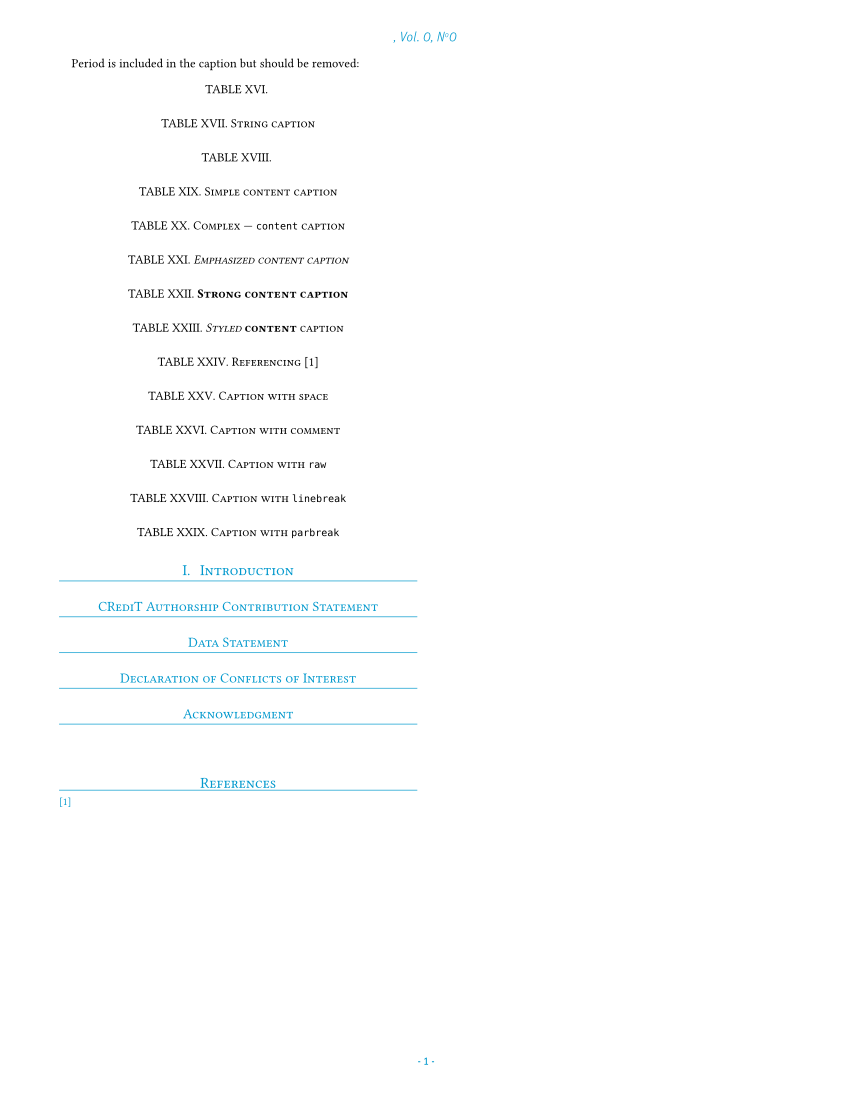 , Vol. 0, Nº0
Period is included in the caption but should be removed:
TABLE XVI.
TABLE XVII. String caption
TABLE XVIII.
TABLE XIX. Simple content caption
TABLE XX. Complex — content caption
TABLE XXI. Emphasized content caption
TABLE XXII. Strong content caption
TABLE XXIII. Styled content caption
TABLE XXIV. Referencing [1]
TABLE XXV. Caption with space
TABLE XXVI. Caption with comment
TABLE XXVII. Caption with raw
TABLE XXVIII. Caption with linebreak
TABLE XXIX. Caption with parbreak
I. Introduction
CRediT Authorship Contribution Statement
Data Statement
Declaration of Conflicts of Interest
Acknowledgment
References
[1]
- 1 -